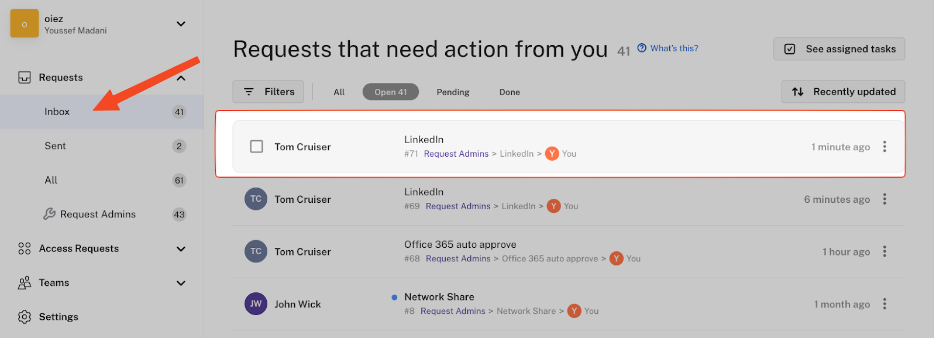 o
oiez
Youssef Madani
Requests
Inbox 41
Sent 2
All 61
Request Admins 43
Access Requests
Teams
Settings
Requests that need action from you 41 What's this?
See assigned tasks
Filters All Open 41 Pending Done Recently updated
Tom Cruiser LinkedIn 1 minute ago
#71 Request Admins > LinkedIn > Y You
TC Tom Cruiser LinkedIn 6 minutes ago
#69 Request Admins > LinkedIn > Y You
TC Tom Cruiser Office 365 auto approve 1 hour ago
#68 Request Admins > Office 365 auto approve > Y You
JW John Wick Network Share 1 month ago
#8 Request Admins > Network Share > Y You